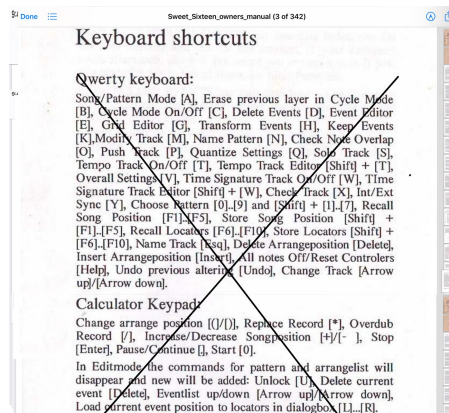 Done
Sweet_Sixteen_owners_manual (3 of 342)
Keyboard shortcuts
Qwerty keyboard:
Song/Pattern Mode [A], Erase previous layer in Cycle Mode
[B], Cycle Mode On/Off [C], Delete Events [D], Event Editor
[E], Grid Editor [G], Transform Events [H], Keep Events
[K],Modify Track [M], Name Pattern [N], Check Note Overlap
[O], Push Track [P], Quantize Settings [Q], Solo Track [S],
Tempo Track On/Off [T], Tempo Track Editor [Shift] + [T],
Overall Settings [V], Time Signature Track On/Off [W], TIme
Signature Track Editor [Shift] + [W], Check Track [X], Int/Ext
Sync [Y], Choose Pattern [0]..[9] and [Shift] + [1]..[7], Recall
Song Position [F1]..[F5], Store Song Position [Shift] +
[F1]..[F5], Recall Locators [F6]..[F10], Store Locators [Shift] +
[F6]..[F10], Name Track [Esq], Delete Arrangeposition [Delete],
Insert Arrangeposition [Insert], All notes Off/Reset Controlers
[Help], Undo previous altering [Undo], Change Track [Arrow
up]/[Arrow down].
Calculator Keypad:
Change arrange position [(]/[)], Replace Record [*], Overdub
Record [/], Increase/Decrease Songposition [+]/[- ], Stop
[Enter], Pause/Continue [.], Start [0].
In Editmode the commands for pattern and arrangelist will
disappear and new will be added: Unlock [U], Delete current
event [Delete], Eventlist up/down [Arrow up]/[Arrow down],
Load current event position to locators in dialogbox [L]...[R]